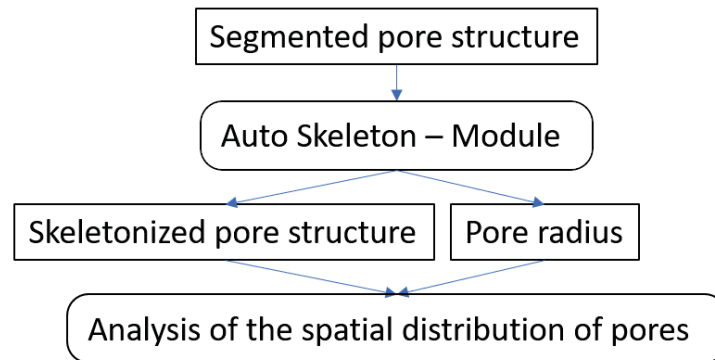 Segmented pore structure
Auto Skeleton – Module
Skeletonized pore structure
Pore radius
Analysis of the spatial distribution of pores